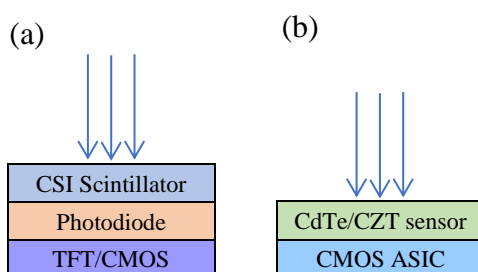 (a)
CSI Scintillator
Photodiode
TFT/CMOS
(b)
CdTe/CZT sensor
CMOS ASIC